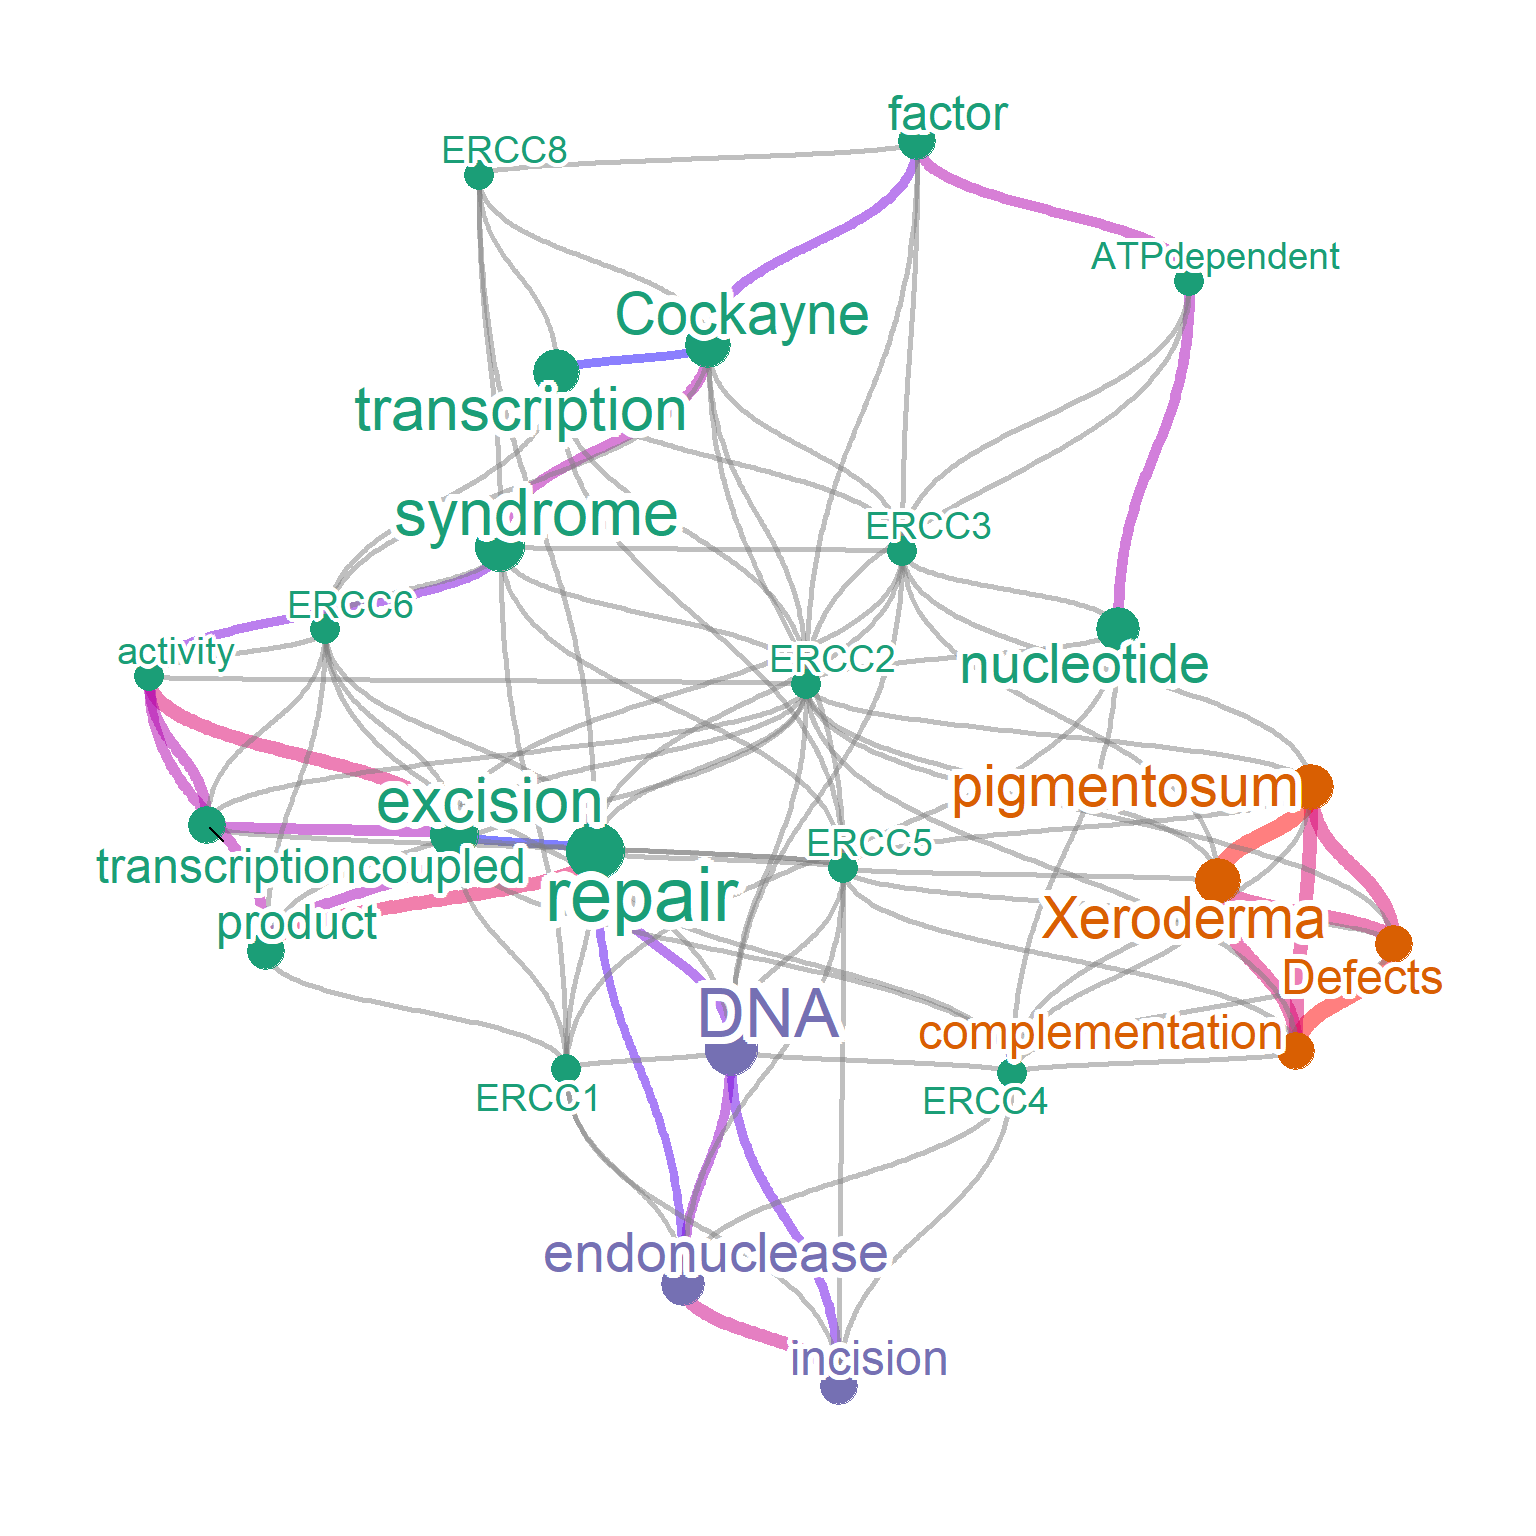 factor
ERCC8
ATPdependent
Cockayne
transcription
syndrome
ERCC3
ERCC6
activity
ERCC2
nucleotide
pigmentosum
excision
ERCC5
transcriptioncoupled
repair
product
Xeroderma
Defects
DNA
complementation
ERCC1
ERCC4
endonuclease
incision